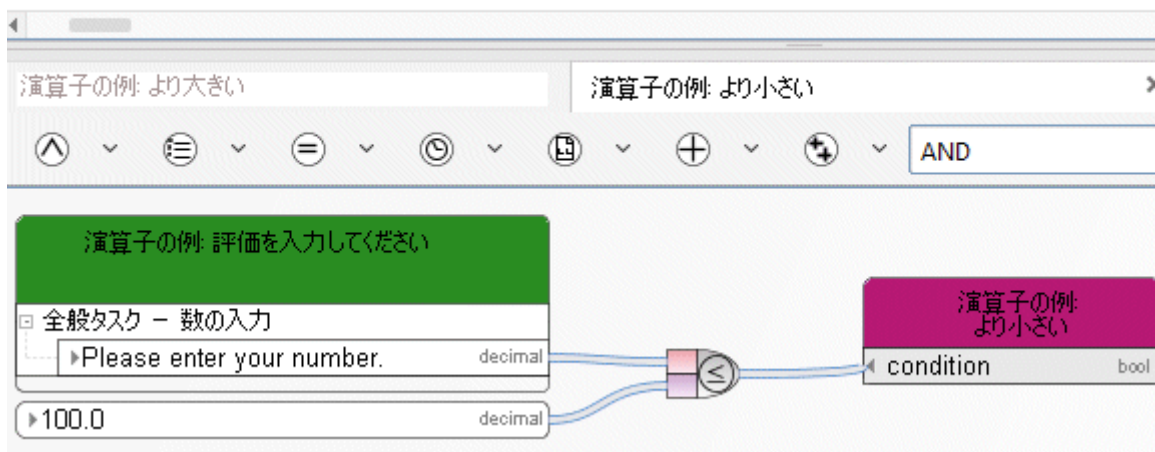 演算子の例: より大きい
演算子の例: より小さい
AND
演算子の例: 評価を入力してください
全般タスク － 数の入力
Please enter your number.
decimal
100.0
decimal
≤
演算子の例:
より小さい
condition
bool